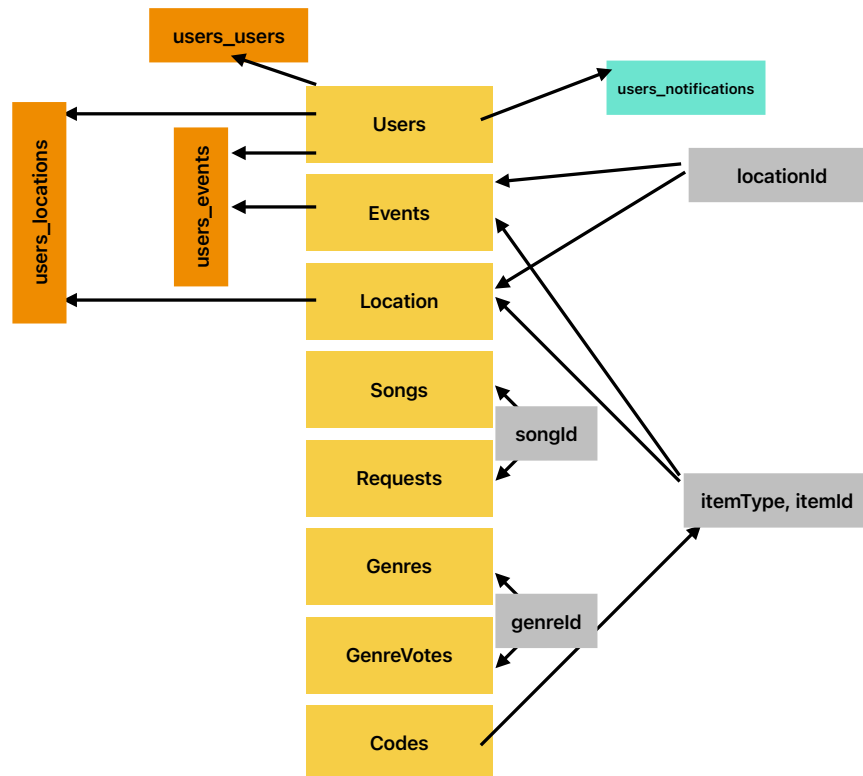 users_users
users_notifications
Users
users_locations
users_events
locationId
Events
Location
Songs
songId
Requests
itemType, itemId
Genres
genreId
GenreVotes
Codes